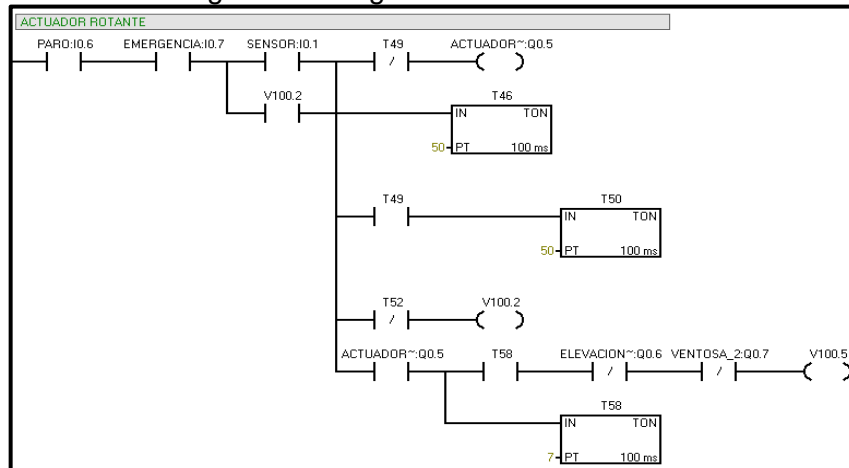 ACTUADOR ROTANTE
PARO:I0.6 EMERGENCIA:I0.7 SENSOR:I0.1 T49 ACTUADOR~:Q0.5
/
V100.2 T46
IN TON
50 PT 100 ms
T49 T50
IN TON
50 PT 100 ms
T52 V100.2
/
ACTUADOR~:Q0.5 T58 ELEVACION~:Q0.6 VENTOSA_2:Q0.7 V100.5
/ /
T58
IN TON
7 PT 100 ms